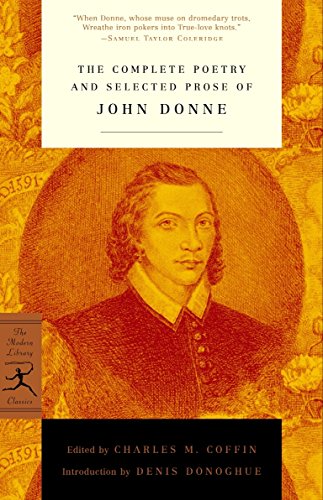 "When Donne, whose muse on dromedary trots,
Wreathe iron pokers into True-love knots."
—SAMUEL TAYLOR COLERIDGE
THE COMPLETE POETRY
AND SELECTED PROSE OF
JOHN DONNE
1591
1591
The
Modern Library
Classics
Edited by CHARLES M. COFFIN
Introduction by DENIS DONOGHUE